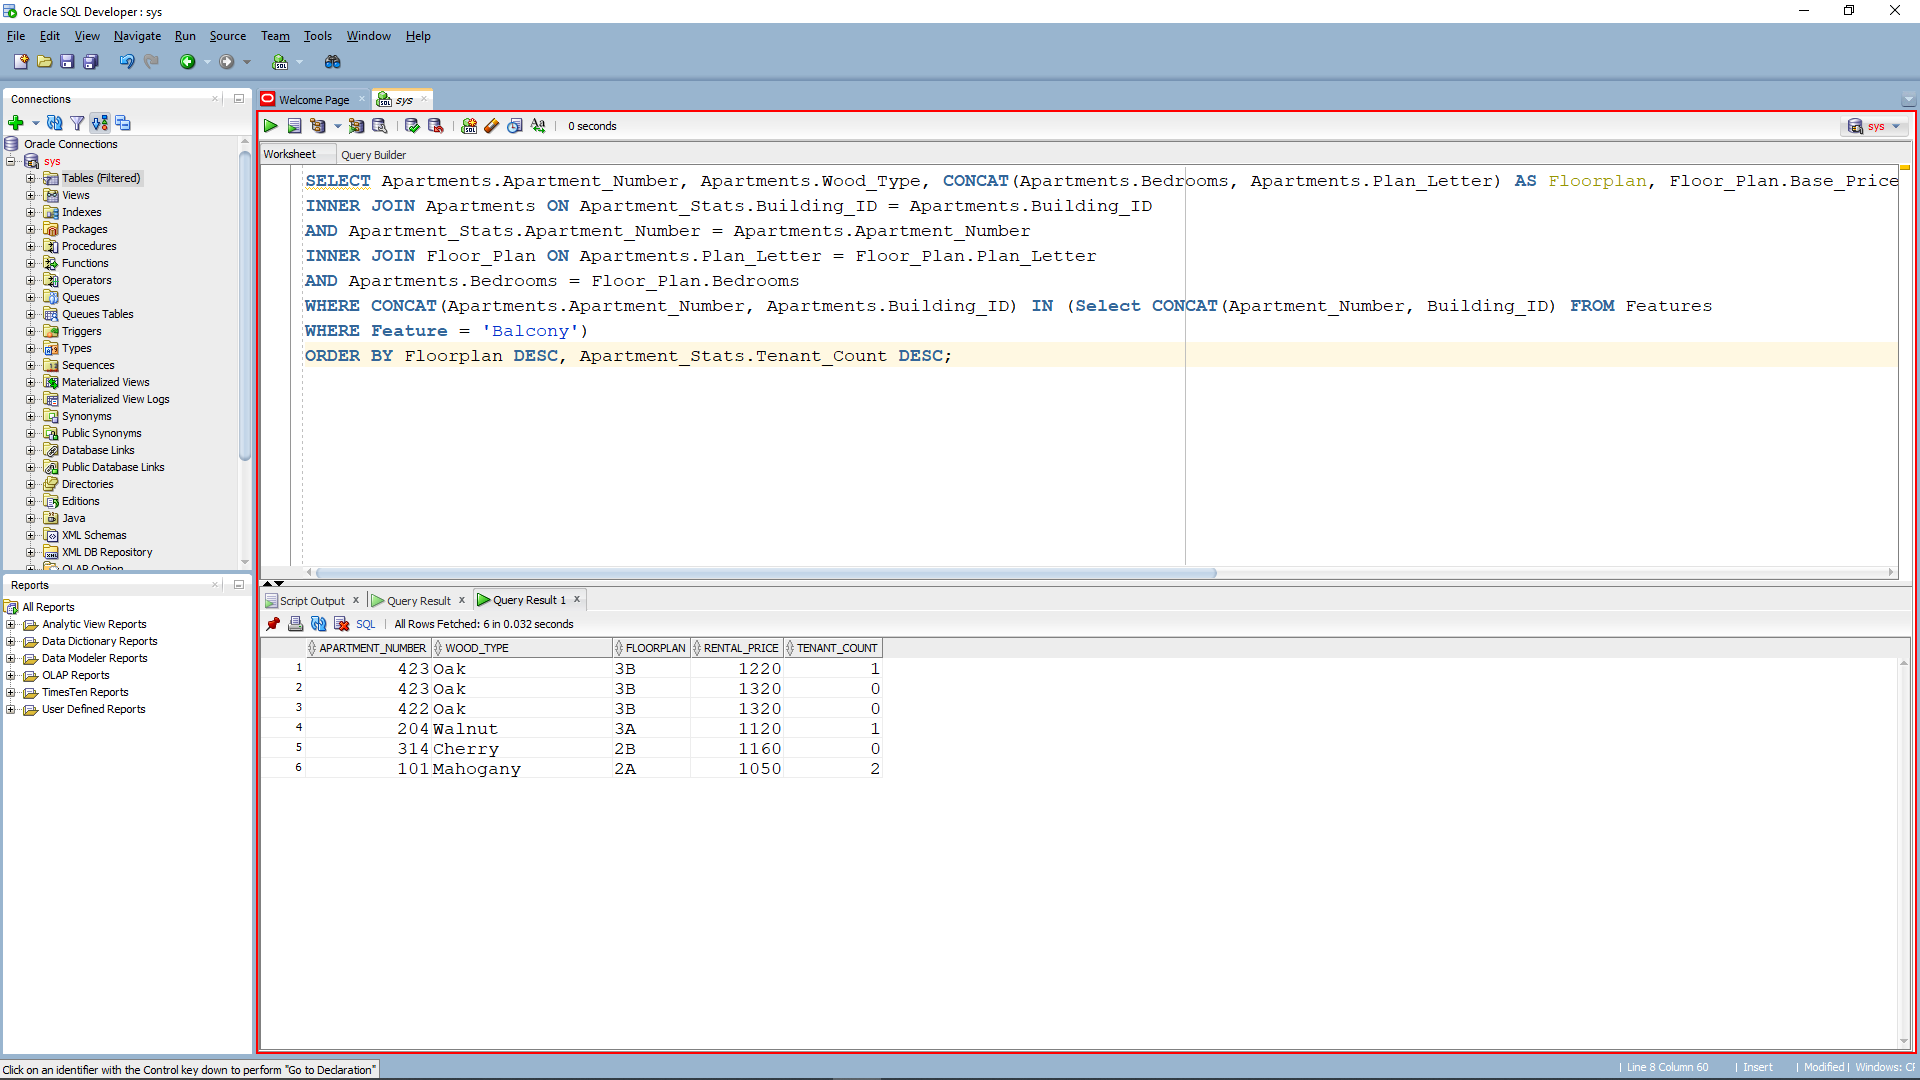 Oracle SQL Developer : sys
File Edit View Navigate Run Source Team Tools Window Help
Connections
Oracle Connections
sys
Tables (Filtered)
Views
Indexes
Packages
Procedures
Functions
Operators
Queues
Queues Tables
Triggers
Types
Sequences
Materialized Views
Materialized View Logs
Synonyms
Public Synonyms
Database Links
Public Database Links
Directories
Editions
Java
XML Schemas
XML DB Repository
OLAP Option
Reports
All Reports
Analytic View Reports
Data Dictionary Reports
Data Modeler Reports
OLAP Reports
TimesTen Reports
User Defined Reports
Welcome Page sys
0 seconds sys
Worksheet Query Builder
SELECT Apartments.Apartment_Number, Apartments.Wood_Type, CONCAT(Apartments.Bedrooms, Apartments.Plan_Letter) AS Floorplan, Floor_Plan.Base_Price
INNER JOIN Apartments ON Apartment_Stats.Building_ID = Apartments.Building_ID
AND Apartment_Stats.Apartment_Number = Apartments.Apartment_Number
INNER JOIN Floor_Plan ON Apartments.Plan_Letter = Floor_Plan.Plan_Letter
AND Apartments.Bedrooms = Floor_Plan.Bedrooms
WHERE CONCAT(Apartments.Apartment_Number, Apartments.Building_ID) IN (Select CONCAT(Apartment_Number, Building_ID) FROM Features
WHERE Feature = 'Balcony')
ORDER BY Floorplan DESC, Apartment_Stats.Tenant_Count DESC;
Script Output x Query Result x Query Result 1 x
SQL All Rows Fetched: 6 in 0.032 seconds
APARTMENT_NUMBER WOOD_TYPE FLOORPLAN RENTAL_PRICE TENANT_COUNT
1 423 Oak 3B 1220 1
2 423 Oak 3B 1320 0
3 422 Oak 3B 1320 0
4 204 Walnut 3A 1120 1
5 314 Cherry 2B 1160 0
6 101 Mahogany 2A 1050 2
Click on an identifier with the Control key down to perform "Go to Declaration"
Line 8 Column 60 Insert Modified Windows: CF